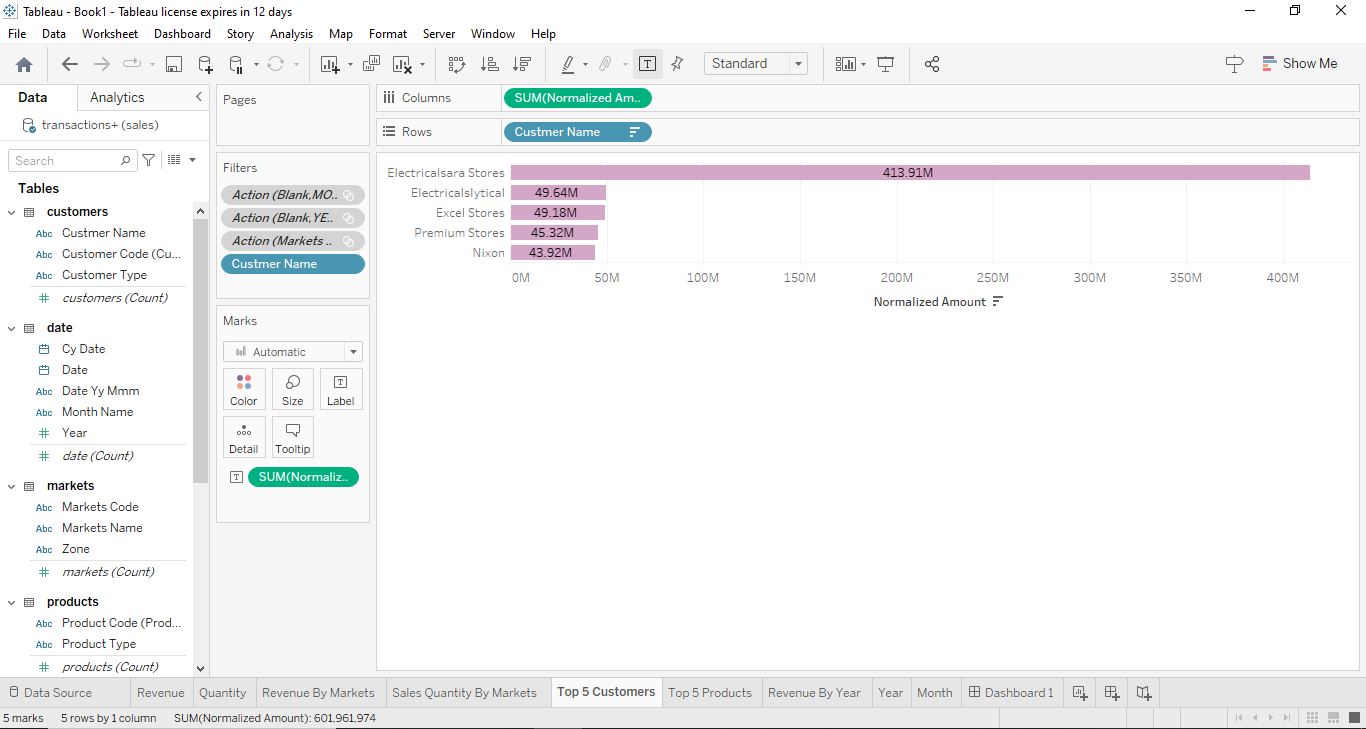 Tableau - Book1 - Tableau license expires in 12 days
File Data Worksheet Dashboard Story Analysis Map Format Server Window Help
Standard
Show Me
Data
Analytics
transactions+ (sales)
Search
Tables
customers
Abc Custmer Name
Abc Customer Code (Cu...
Abc Customer Type
customers (Count)
date
Cy Date
Date
Abc Date Yy Mmm
Abc Month Name
Year
date (Count)
markets
Abc Markets Code
Abc Markets Name
Abc Zone
markets (Count)
products
Abc Product Code (Prod...
Abc Product Type
products (Count)
Pages
Filters
Action (Blank,MO..
Action (Blank,YE..
Action (Markets ..
Custmer Name
Marks
Automatic
Color Size T Label
Detail Tooltip
T SUM(Normaliz..
Columns SUM(Normalized Am..
Rows Custmer Name
Electricalsara Stores 413.91M
Electricalslytical 49.64M
Excel Stores 49.18M
Premium Stores 45.32M
Nixon 43.92M
0M 50M 100M 150M 200M 250M 300M 350M 400M
Normalized Amount
Data Source Revenue Quantity Revenue By Markets Sales Quantity By Markets Top 5 Customers Top 5 Products Revenue By Year Year Month Dashboard 1
5 marks 5 rows by 1 column SUM(Normalized Amount): 601,961,974